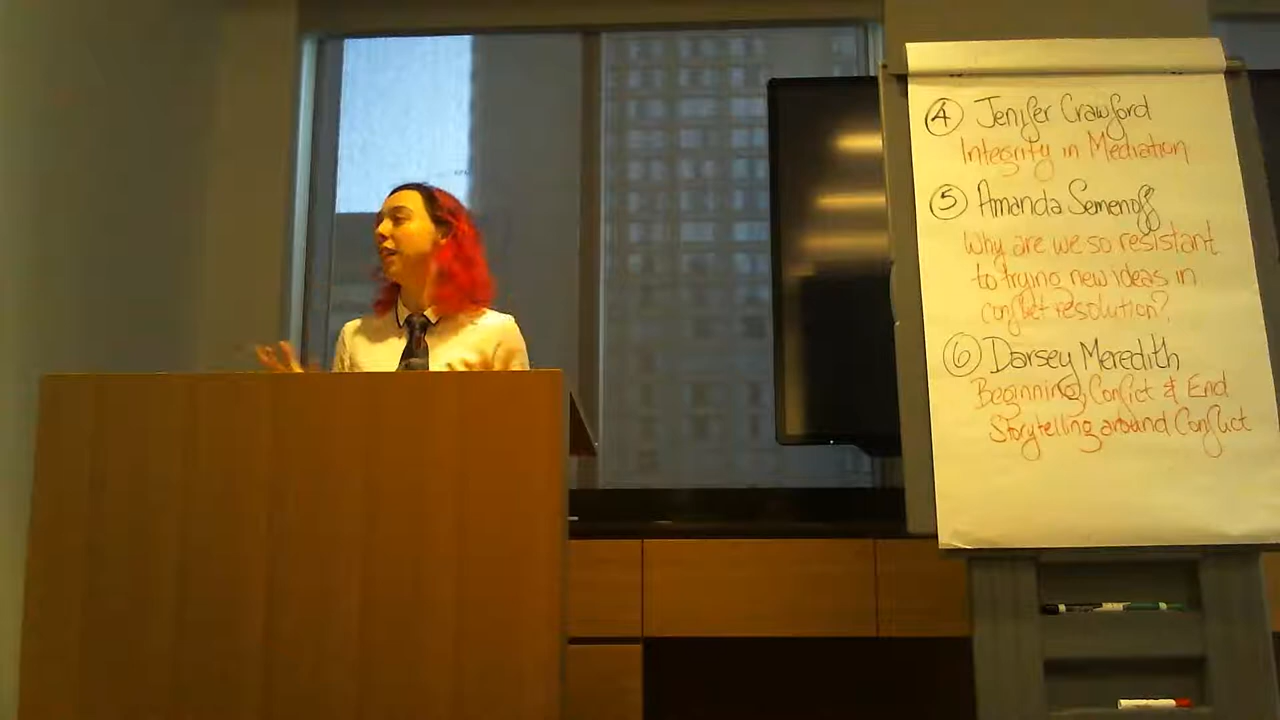 4 Jenifer Crawford
Integrity in Mediation
5 Amanda Semenoff
Why are we so resistant
to trying new ideas in
conflict resolution?
6 Darsey Meredith
Beginning, Conflict & End
Storytelling around Conflict